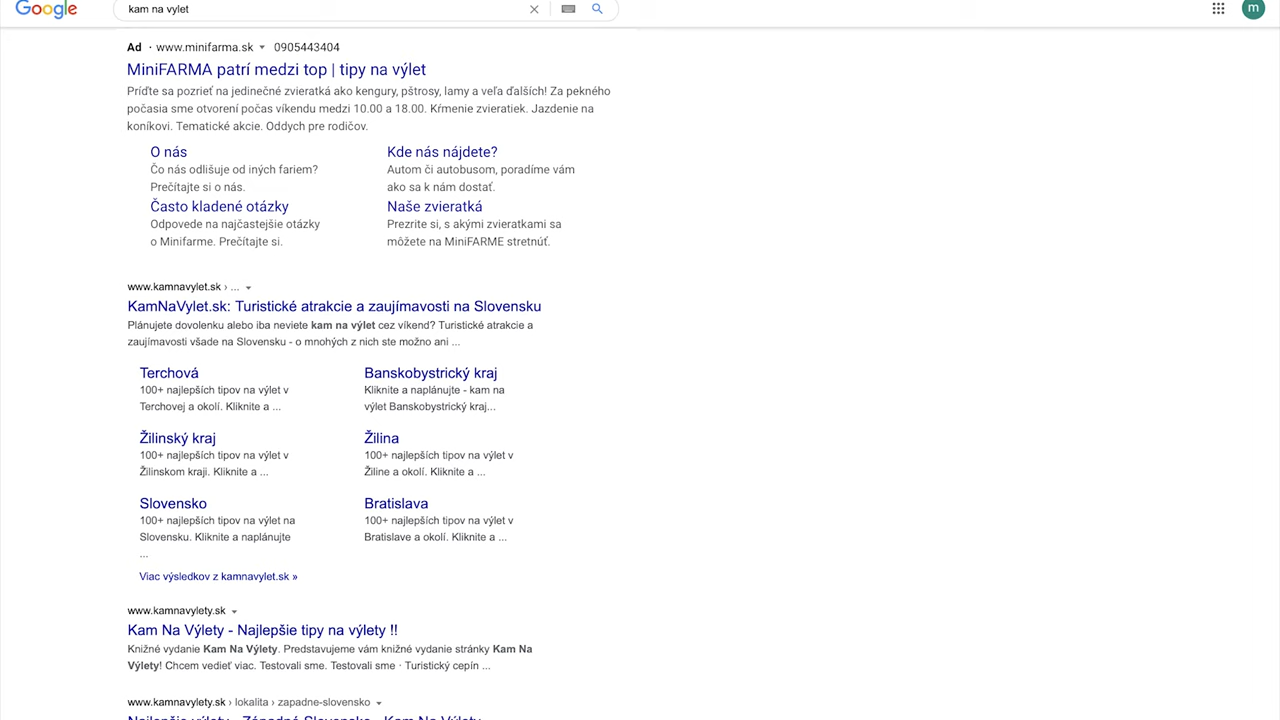 Google
kam na vylet
m
Ad · www.minifarma.sk 0905443404
MiniFARMA patrí medzi top | tipy na výlet
Príďte sa pozrieť na jedinečné zvieratká ako kengury, pštrosy, lamy a veľa ďalších! Za pekného
počasia sme otvorení počas víkendu medzi 10.00 a 18.00. Kŕmenie zvieratiek. Jazdenie na
koníkovi. Tematické akcie. Oddych pre rodičov.
O nás
Čo nás odlišuje od iných fariem?
Prečítajte si o nás.
Kde nás nájdete?
Autom či autobusom, poradíme vám
ako sa k nám dostať.
Často kladené otázky
Odpovede na najčastejšie otázky
o Minifarme. Prečítajte si.
Naše zvieratká
Prezrite si, s akými zvieratkami sa
môžete na MiniFARME stretnúť.
www.kamnavylet.sk › ...
KamNaVylet.sk: Turistické atrakcie a zaujímavosti na Slovensku
Plánujete dovolenku alebo iba neviete kam na výlet cez víkend? Turistické atrakcie a
zaujímavosti všade na Slovensku - o mnohých z nich ste možno ani ...
Terchová
100+ najlepších tipov na výlet v
Terchovej a okolí. Kliknite a ...
Banskobystrický kraj
Kliknite a naplánujte - kam na
výlet Banskobystrický kraj...
Žilinský kraj
100+ najlepších tipov na výlet v
Žilinskom kraji. Kliknite a ...
Žilina
100+ najlepších tipov na výlet v
Žiline a okolí. Kliknite a ...
Slovensko
100+ najlepších tipov na výlet na
Slovensku. Kliknite a naplánujte
...
Bratislava
100+ najlepších tipov na výlet v
Bratislave a okolí. Kliknite a ...
Viac výsledkov z kamnavylet.sk »
www.kamnavylety.sk
Kam Na Výlety - Najlepšie tipy na výlety !!
Knižné vydanie Kam Na Výlety. Predstavujeme vám knižné vydanie stránky Kam Na
Výlety! Chcem vedieť viac. Testovali sme. Testovali sme · Turistický cepín ...
www.kamnavylety.sk › lokalita › zapadne-slovensko
Najlepšie výlety - Západné Slovensko - Kam Na Výlety